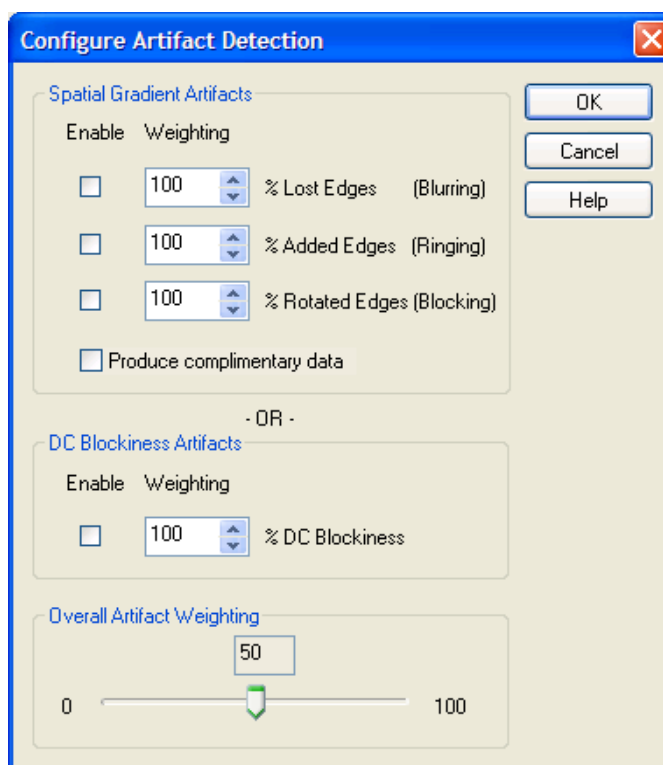 Configure Artifact Detection
Spatial Gradient Artifacts
Enable Weighting
100 % Lost Edges (Blurring)
100 % Added Edges (Ringing)
100 % Rotated Edges (Blocking)
Produce complimentary data
- OR -
DC Blockiness Artifacts
Enable Weighting
100 % DC Blockiness
Overall Artifact Weighting
50
0 100
OK
Cancel
Help